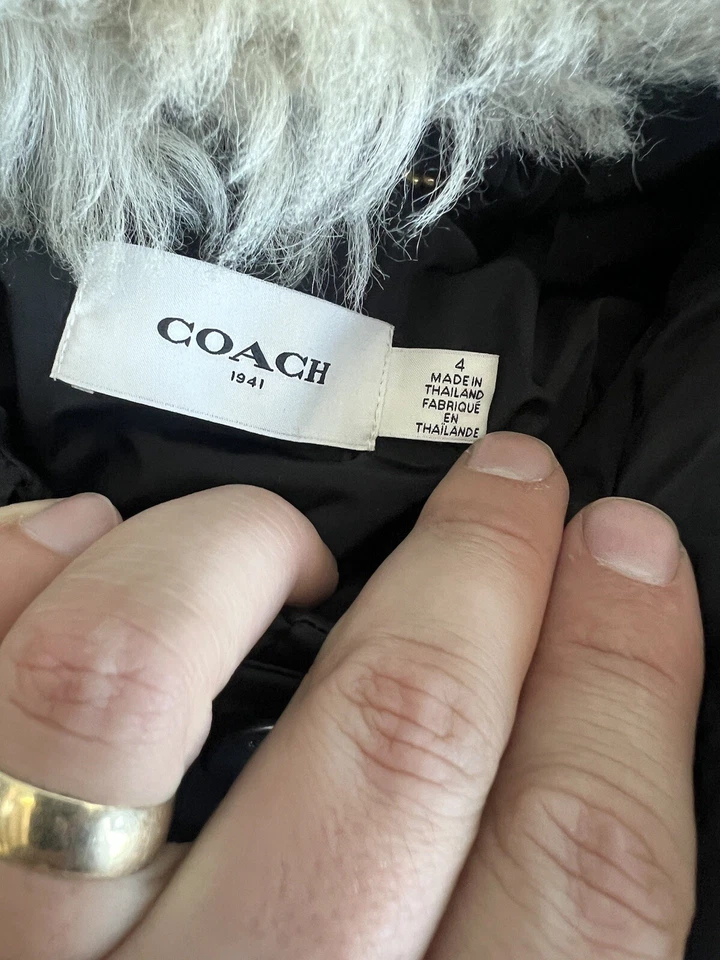 COACH
1941
4
MADE IN
THAILAND
FABRIQUÉ
EN
THAÏLANDE